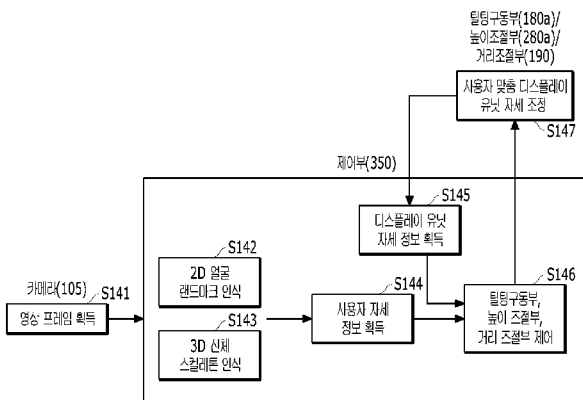 틸팅구동부(180a)/
높이조절부(280a)/
거리조절부(190)
사용자 맞춤 디스플레이
유닛 자세 조정
S147
제어부(350)
S145
디스플레이 유닛
자세 정보 획득
S142
2D 얼굴
랜드마크 인식
카메라(105)
S141
영상 프레임 획득
S143
3D 신체
스킬레톤 인식
S144
사용자 자세
정보 획득
S146
틸팅구동부,
높이 조절부,
거리 조절부 제어